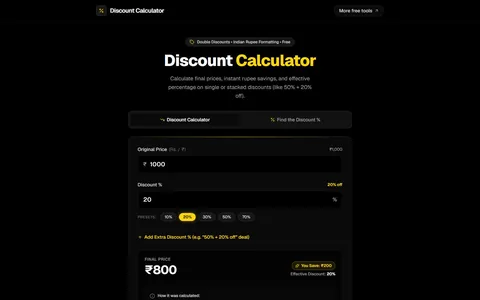 Discount Calculator
More free tools ↗
Double Discounts • Indian Rupee Formatting • Free
Discount Calculator
Calculate final prices, instant rupee savings, and effective
percentage on single or stacked discounts (like 50% + 20%
off).
Discount Calculator
Find the Discount %
Original Price (Rs. / ₹)
₹1,000
₹ 1000
Discount %
20% off
20
%
PRESETS:
10%
20%
30%
50%
70%
+ Add Extra Discount % (e.g. "50% + 20% off" deal)
FINAL PRICE
₹800
You Save: ₹200
Effective Discount: 20%
How it was calculated: